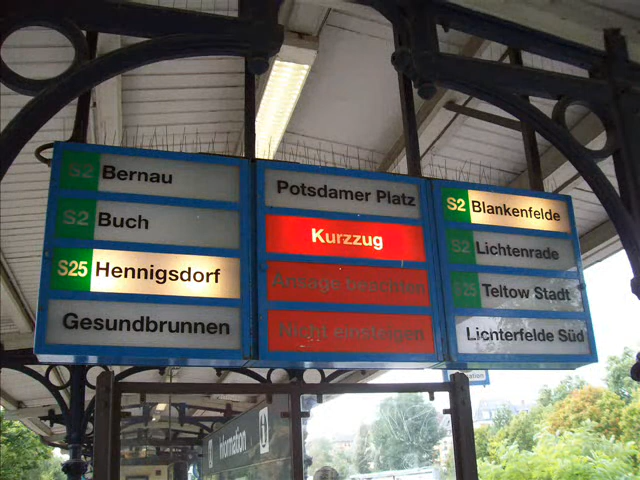 S2 Bernau
S2 Buch
S25 Hennigsdorf
Gesundbrunnen
Potsdamer Platz
Kurzzug
Ansage beachten
Nicht einsteigen
S2 Blankenfelde
S2 Lichtenrade
S25 Teltow Stadt
Lichterfelde Süd
Information i